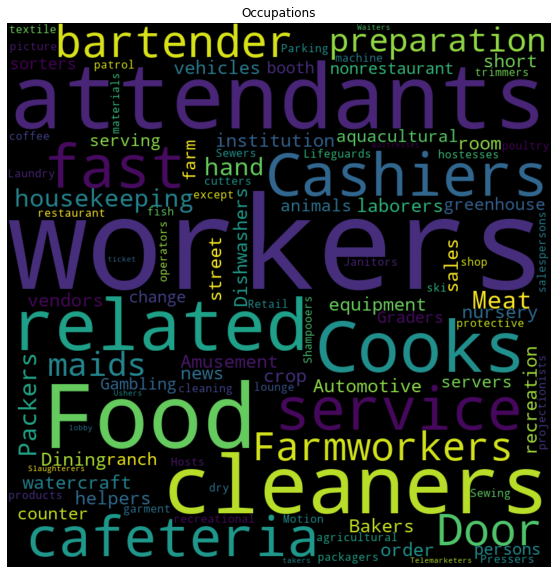 Occupations
textile
bartender
Parking
Waiters
preparation
picture
sorters
patrol
vehicles
booth
machine
nonrestaurant
short
trimmers
attendants
materials
coffee
serving
farm
institution
aquacultural
room
poultry
Sewers
Lifeguards
hostesses
Laundry
fast
hand
Cashiers
cutters
housekeeping
except
animals
laborers
greenhouse
restaurant
fish
workers
operators
street
Dishwashers
ticket
Janitors
sales
shop
salespersons
ski
vendors
change
Retail
equipment
Meat
nursery
Graders
protective
related
Shampooers
Cooks
Packers
maids
Amusement
news
crop
Gambling
cleaning
lounge
Automotive
servers
recreation
projectionists
Ushers
Food
service
lobby
Farmworkers
Dining
ranch
Slaughterers
Hosts
cleaners
watercraft
products
helpers
dry
Sewing
garment
counter
recreational
Motion
Bakers
Door
cafeteria
agricultural
order
persons
takers
packagers
Telemarketers
Pressers